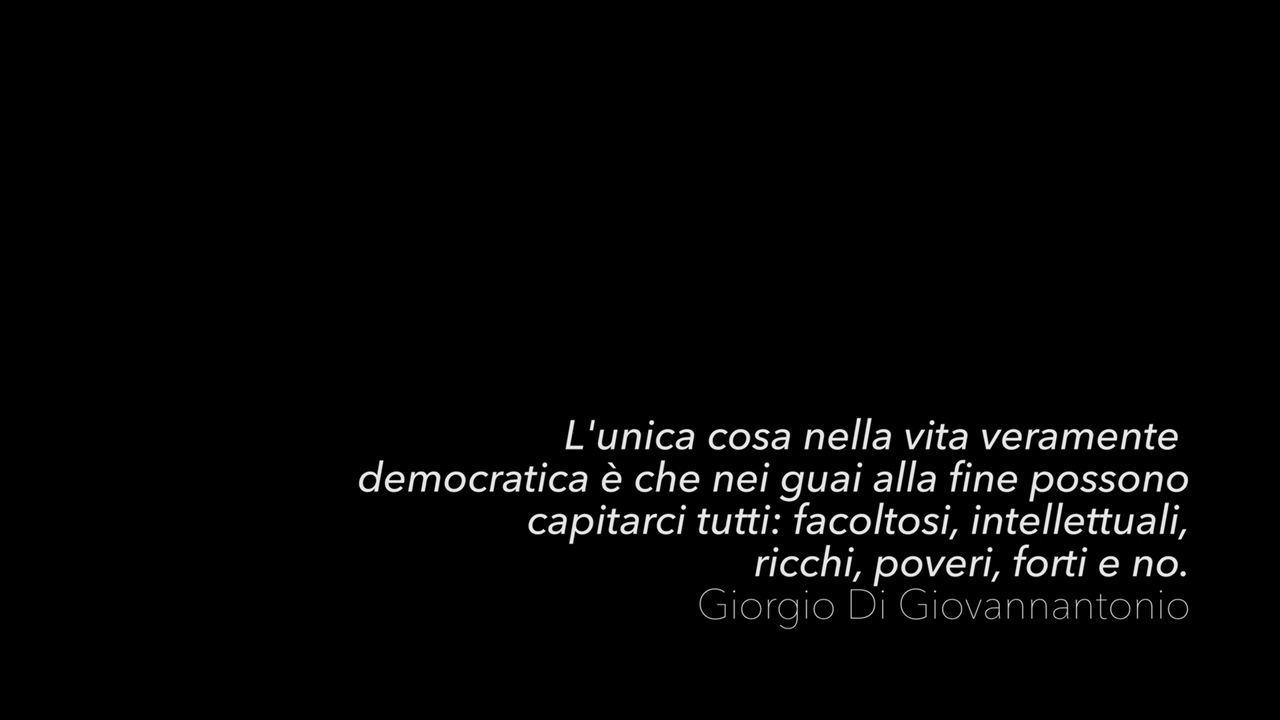 L'unica cosa nella vita veramente
democratica è che nei guai alla fine possono
capitarci tutti: facoltosi, intellettuali,
ricchi, poveri, forti e no.
Giorgio Di Giovannantonio